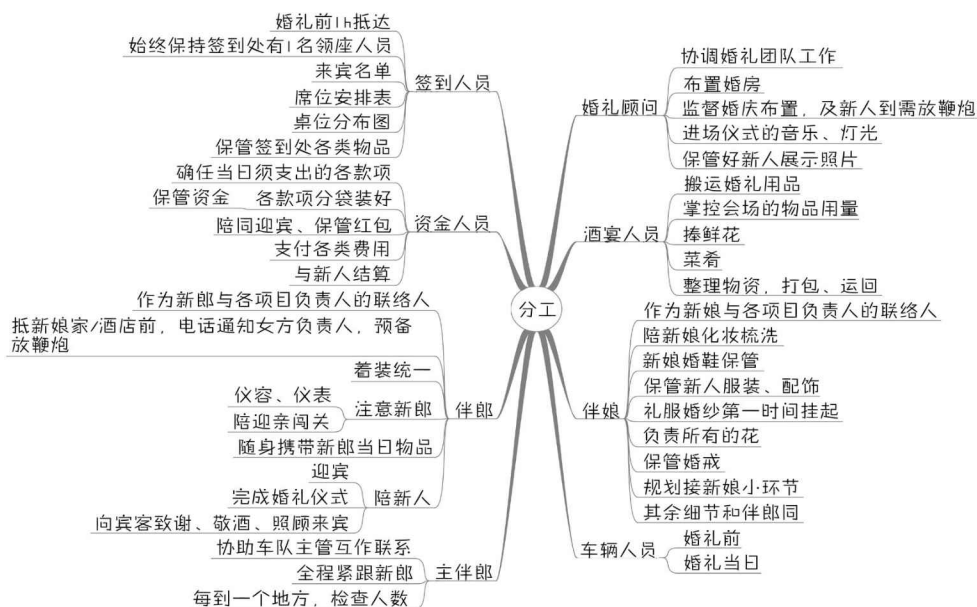 分工
婚礼顾问
协调婚礼团队工作
布置婚房
监督婚庆布置，及新人到需放鞭炮
进场仪式的音乐、灯光
保管好新人展示照片
酒宴人员
搬运婚礼用品
掌控会场的物品用量
捧鲜花
菜肴
整理物资，打包、运回
伴娘
作为新娘与各项目负责人的联络人
陪新娘化妆梳洗
新娘婚鞋保管
保管新人服装、配饰
礼服婚纱第一时间挂起
负责所有的花
保管婚戒
规划接新娘小环节
其余细节和伴郎同
车辆人员
婚礼前
婚礼当日
签到人员
婚礼前1h抵达
始终保持签到处有1名领座人员
来宾名单
席位安排表
桌位分布图
保管签到处各类物品
资金人员
确任当日须支出的各款项
各款项分袋装好
保管资金
陪同迎宾、保管红包
支付各类费用
与新人结算
伴郎
作为新郎与各项目负责人的联络人
抵新娘家/酒店前，电话通知女方负责人，预备
放鞭炮
着装统一
注意新郎
仪容、仪表
陪迎亲闯关
随身携带新郎当日物品
陪新人
迎宾
完成婚礼仪式
向宾客致谢、敬酒、照顾来宾
主伴郎
协助车队主管互作联系
全程紧跟新郎
每到一个地方，检查人数